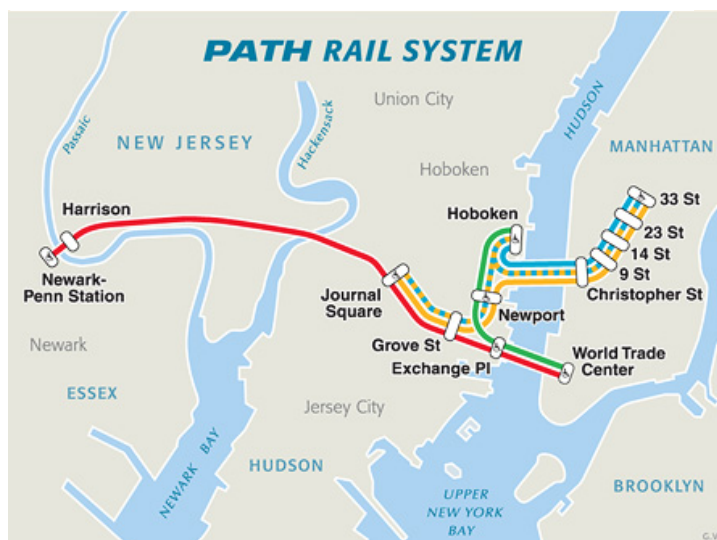 PATH RAIL SYSTEM
Union City
HUDSON
Passaic
NEW JERSEY
Hackensack
MANHATTAN
Hoboken
Harrison
Hoboken
33 St
23 St
14 St
9 St
Christopher St
Newark-
Penn Station
Journal
Square
Newport
Grove St
Exchange Pl
World Trade
Center
Newark
ESSEX
Jersey City
NEWARK BAY
HUDSON
UPPER
NEW YORK
BAY
BROOKLYN